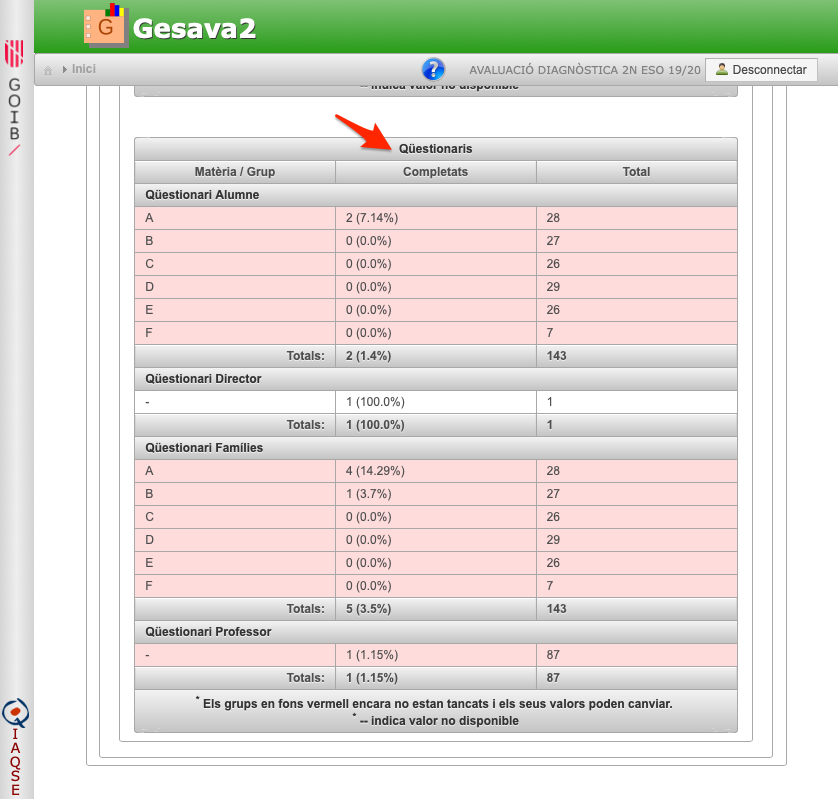 G
Gesava2
Inici
?
AVALUACIÓ DIAGNÒSTICA 2N ESO 19/20
Desconnectar
GOIB
-- indica valor no disponible
Qüestionaris
Matèria / Grup Completats Total
Qüestionari Alumne
A 2 (7.14%) 28
B 0 (0.0%) 27
C 0 (0.0%) 26
D 0 (0.0%) 29
E 0 (0.0%) 26
F 0 (0.0%) 7
Totals: 2 (1.4%) 143
Qüestionari Director
- 1 (100.0%) 1
Totals: 1 (100.0%) 1
Qüestionari Famílies
A 4 (14.29%) 28
B 1 (3.7%) 27
C 0 (0.0%) 26
D 0 (0.0%) 29
E 0 (0.0%) 26
F 0 (0.0%) 7
Totals: 5 (3.5%) 143
Qüestionari Professor
- 1 (1.15%) 87
Totals: 1 (1.15%) 87
* Els grups en fons vermell encara no estan tancats i els seus valors poden canviar.
* -- indica valor no disponible
IAQSE